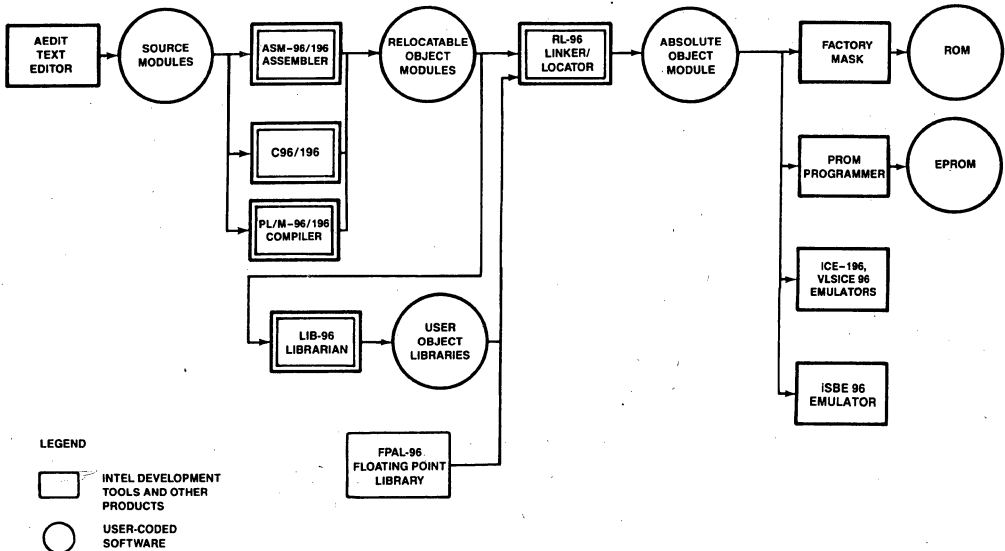 AEDIT
TEXT
EDITOR
SOURCE
MODULES
ASM-96/196
ASSEMBLER
C96/196
PL/M-96/196
COMPILER
RELOCATABLE
OBJECT
MODULES
RL-96
LINKER/
LOCATOR
ABSOLUTE
OBJECT
MODULE
FACTORY
MASK
ROM
PROM
PROGRAMMER
EPROM
ICE-196,
VLSICE 96
EMULATORS
iSBE 96
EMULATOR
LIB-96
LIBRARIAN
USER
OBJECT
LIBRARIES
FPAL-96
FLOATING POINT
LIBRARY
LEGEND
INTEL DEVELOPMENT
TOOLS AND OTHER
PRODUCTS
USER-CODED
SOFTWARE